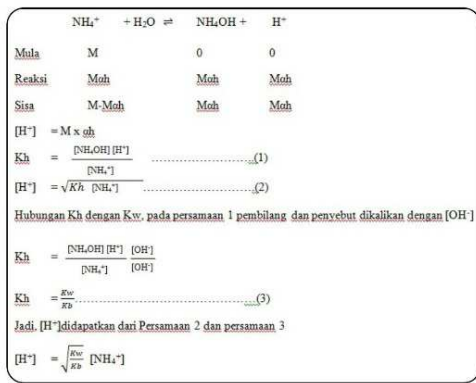 NH₄⁺ + H₂O ⇌ NH₄OH + H⁺
Mula M 0 0
Reaksi Mαh Mαh Mαh
Sisa M-Mαh Mαh Mαh
[H⁺] = M x αh
Kh = [NH₄OH] [H⁺] / [NH₄⁺] ..............................(1)
[H⁺] = √Kh [NH₄⁺] ..............................(2)
Hubungan Kh dengan Kw, pada persamaan 1 pembilang dan penyebut dikalikan dengan [OH⁻]
Kh = [NH₄OH] [H⁺] / [NH₄⁺] [OH⁻] / [OH⁻]
Kh = Kw / Kb ..............................(3)
Jadi, [H⁺]didapatkan dari Persamaan 2 dan persamaan 3
[H⁺] = √Kw / Kb [NH₄⁺]